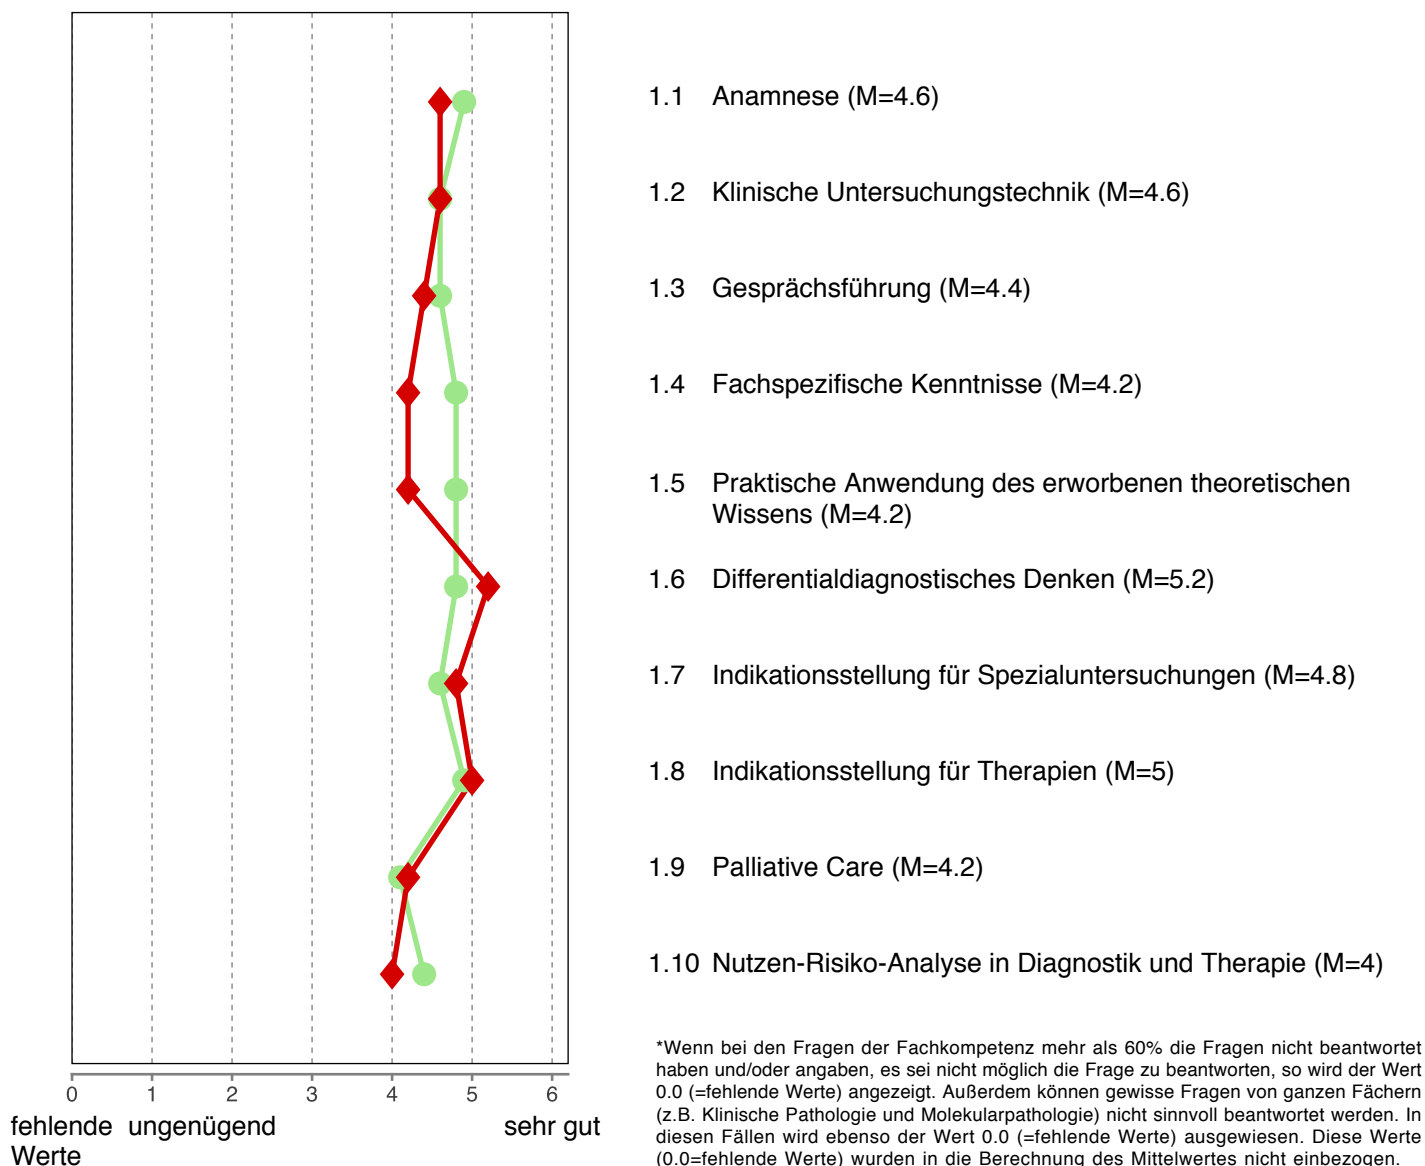 1.1 Anamnese (M=4.6)
1.2 Klinische Untersuchungstechnik (M=4.6)
1.3 Gesprächsführung (M=4.4)
1.4 Fachspezifische Kenntnisse (M=4.2)
1.5 Praktische Anwendung des erworbenen theoretischen
Wissens (M=4.2)
1.6 Differentialdiagnostisches Denken (M=5.2)
1.7 Indikationsstellung für Spezialuntersuchungen (M=4.8)
1.8 Indikationsstellung für Therapien (M=5)
1.9 Palliative Care (M=4.2)
1.10 Nutzen-Risiko-Analyse in Diagnostik und Therapie (M=4)
0 1 2 3 4 5 6
fehlende ungenügend sehr gut
Werte
*Wenn bei den Fragen der Fachkompetenz mehr als 60% die Fragen nicht beantwortet
haben und/oder angaben, es sei nicht möglich die Frage zu beantworten, so wird der Wert
0.0 (=fehlende Werte) angezeigt. Außerdem können gewisse Fragen von ganzen Fächern
(z.B. Klinische Pathologie und Molekularpathologie) nicht sinnvoll beantwortet werden. In
diesen Fällen wird ebenso der Wert 0.0 (=fehlende Werte) ausgewiesen. Diese Werte
(0.0=fehlende Werte) wurden in die Berechnung des Mittelwertes nicht einbezogen.